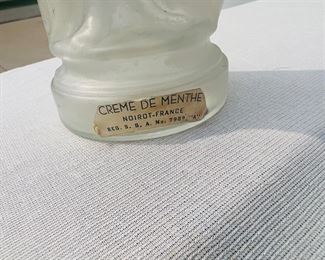 CREME DE MENTHE
NOIROT-FRANCE
REG. S. G. A. No. 7989